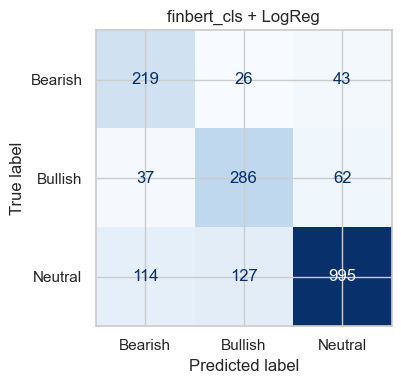 finbert_cls + LogReg
True label
Bearish 219 26 43
Bullish 37 286 62
Neutral 114 127 995
Bearish Bullish Neutral
Predicted label